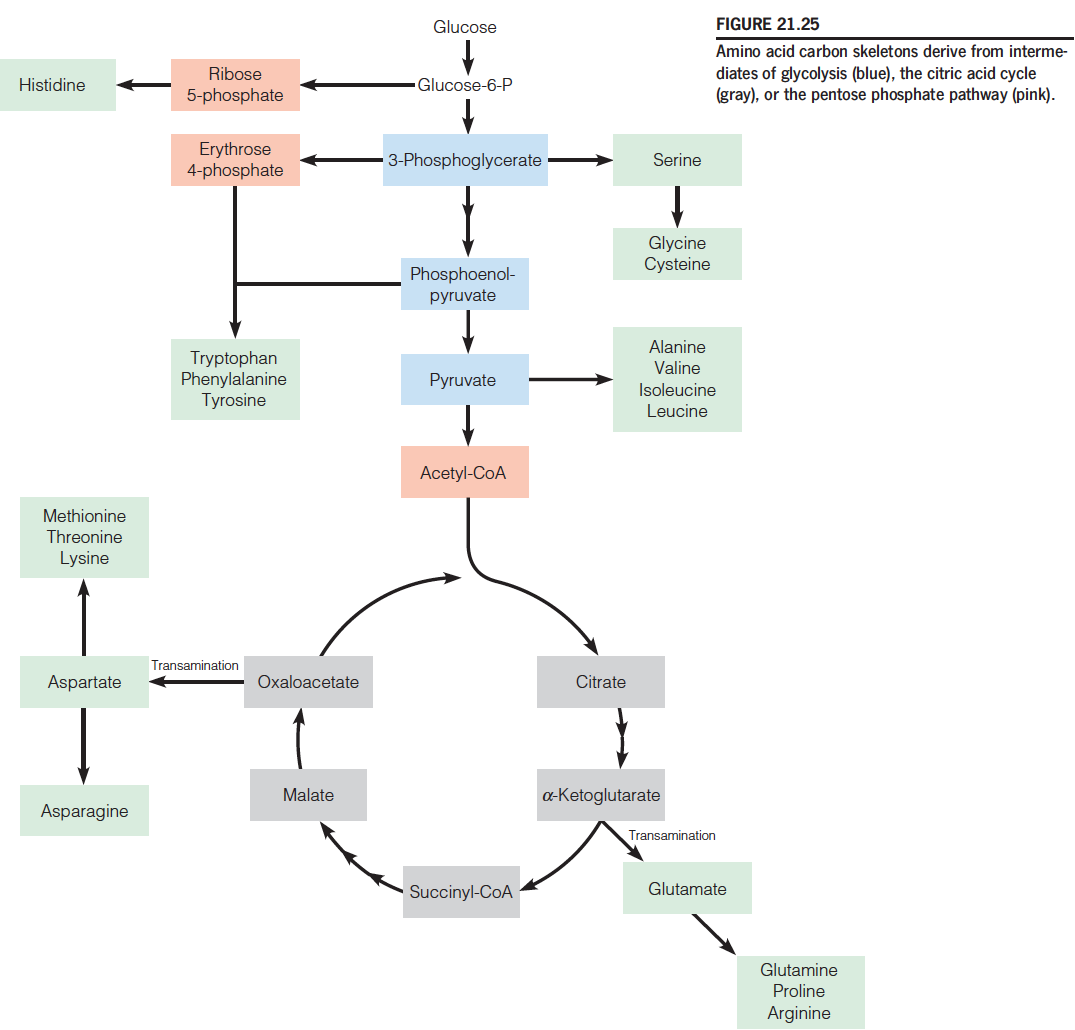 Glucose
FIGURE 21.25
Amino acid carbon skeletons derive from interme-
diates of glycolysis (blue), the citric acid cycle
(gray), or the pentose phosphate pathway (pink).
Histidine
Ribose
5-phosphate
Glucose-6-P
Erythrose
4-phosphate
3-Phosphoglycerate
Serine
Glycine
Cysteine
Phosphoenol-
pyruvate
Tryptophan
Phenylalanine
Tyrosine
Pyruvate
Alanine
Valine
Isoleucine
Leucine
Acetyl-CoA
Methionine
Threonine
Lysine
Aspartate
Transamination
Oxaloacetate
Citrate
Asparagine
Malate
α-Ketoglutarate
Transamination
Succinyl-CoA
Glutamate
Glutamine
Proline
Arginine